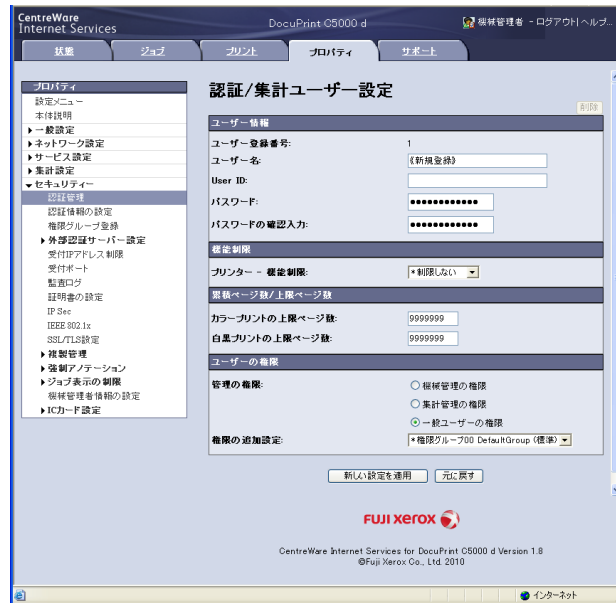 CentreWare
Internet Services
DocuPrint C5000 d
機械管理者 - ログアウト|ヘルプ...
状態
ジョブ
プリント
プロパティ
サポート
プロパティ
設定メニュー
本体説明
一般設定
ネットワーク設定
サービス設定
集計設定
セキュリティー
認証管理
認証情報の設定
権限グループ登録
外部認証サーバー設定
受付IPアドレス制限
受付ポート
監査ログ
証明書の設定
IP Sec
IEEE 802.1x
SSL/TLS設定
複製管理
強制アノテーション
ジョブ表示の制限
機械管理者情報の設定
ICカード設定
認証/集計ユーザー設定
削除
ユーザー情報
ユーザー登録番号: 1
ユーザー名: 《新規登録》
User ID:
パスワード: ●●●●●●●●●●●●
パスワードの確認入力: ●●●●●●●●●●●●
機能制限
プリンター - 機能制限: *制限しない
累積ページ数/上限ページ数
カラープリントの上限ページ数: 9999999
白黒プリントの上限ページ数: 9999999
ユーザーの権限
管理の権限: 機械管理の権限
集計管理の権限
一般ユーザーの権限
権限の追加設定: *権限グループ00 DefaultGroup (標準)
新しい設定を適用 元に戻す
FUJI XEROX
CentreWare Internet Services for DocuPrint C5000 d Version 1.8
©Fuji Xerox Co., Ltd. 2010
インターネット